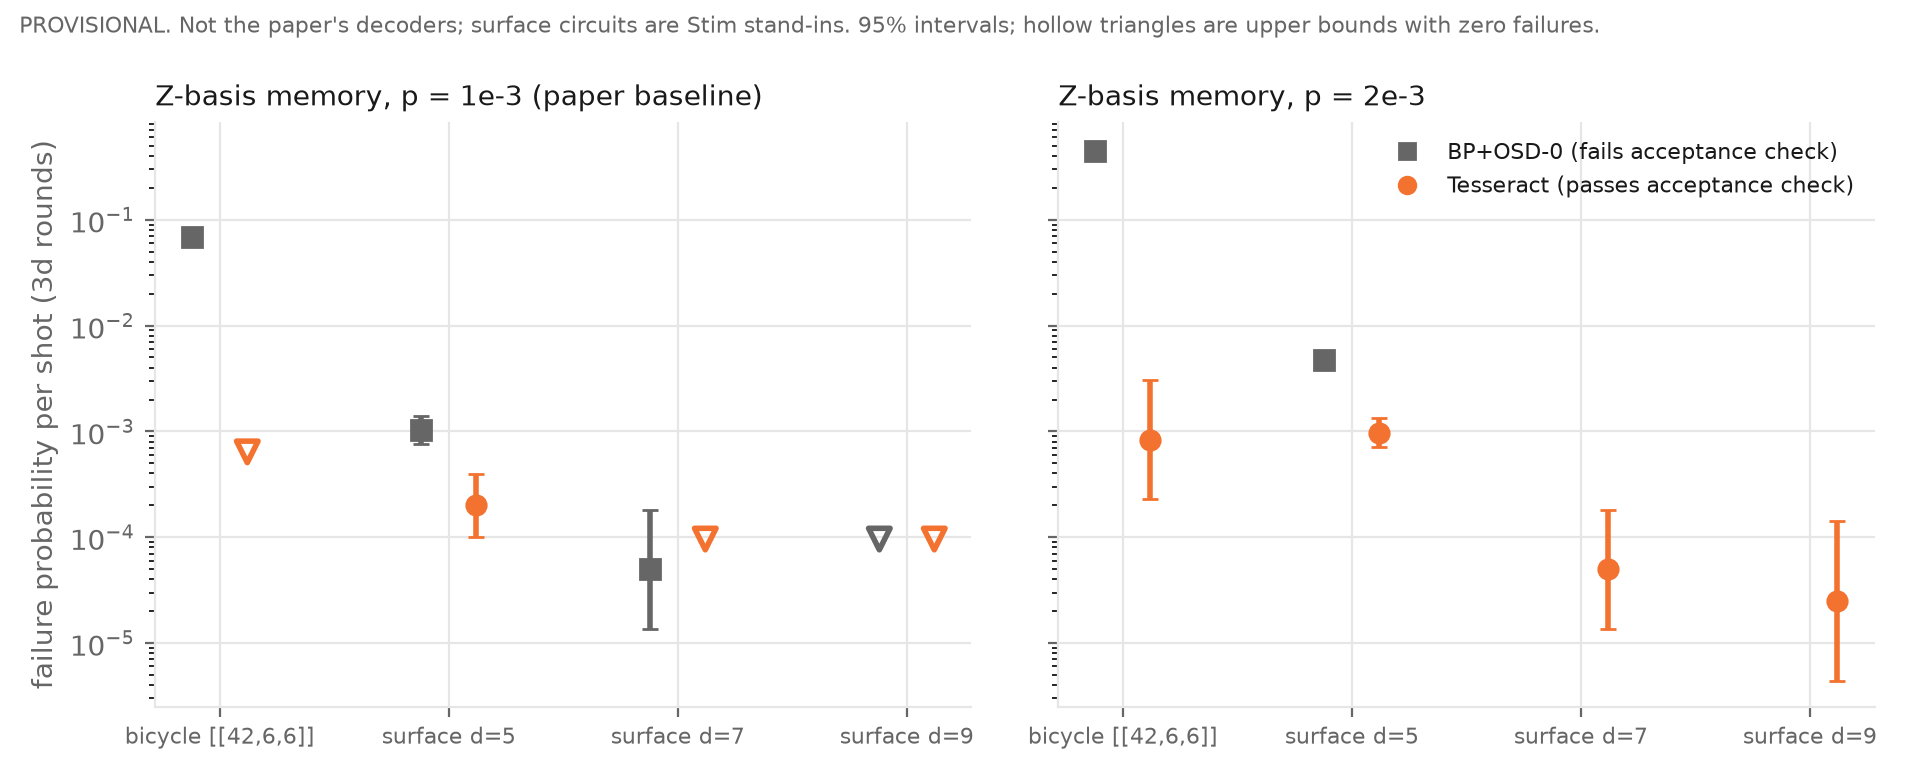 PROVISIONAL. Not the paper's decoders; surface circuits are Stim stand-ins. 95% intervals; hollow triangles are upper bounds with zero failures.
Z-basis memory, p = 1e-3 (paper baseline)
failure probability per shot (3d rounds)
10⁻¹
10⁻²
10⁻³
10⁻⁴
10⁻⁵
bicycle [[42,6,6]]
surface d=5
surface d=7
surface d=9
Z-basis memory, p = 2e-3
BP+OSD-0 (fails acceptance check)
Tesseract (passes acceptance check)
bicycle [[42,6,6]]
surface d=5
surface d=7
surface d=9